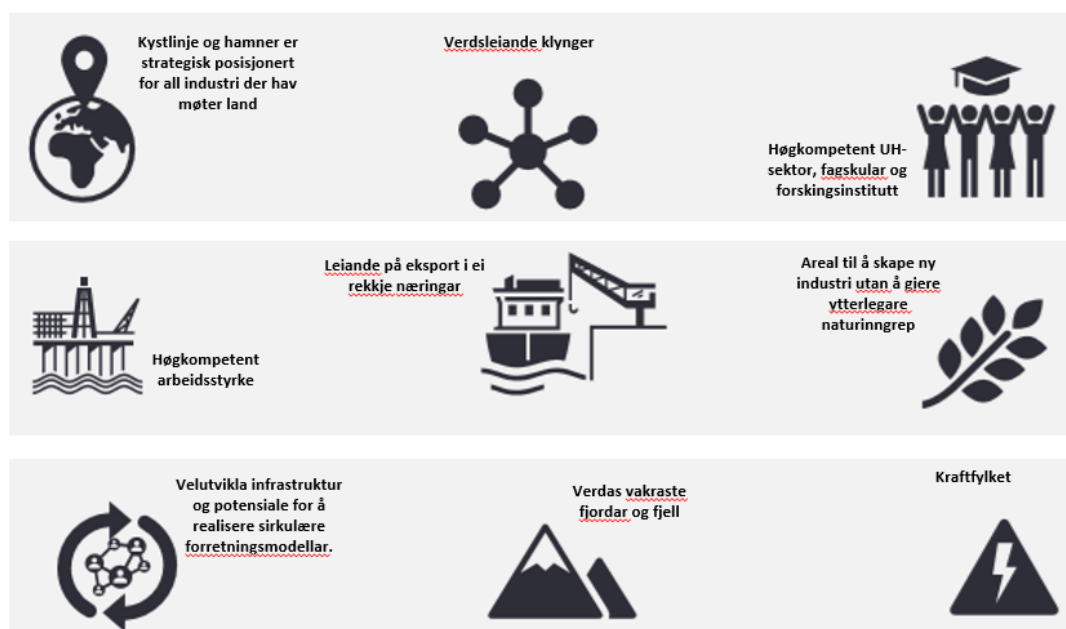 Kystlinje og hamner er
strategisk posisjonert
for all industri der hav
møter land
Verdsleiande klynger
Høgkompetent UH-
sektor, fagskular og
forskingsinstitutt
Høgkompetent
arbeidsstyrke
Leiande på eksport i ei
rekkje næringar
Areal til å skape ny
industri utan å gjere
ytterlegare
naturinngrep
Velutvikla infrastruktur
og potensiale for å
realisere sirkulære
forretningsmodellar.
Verdas vakraste
fjordar og fjell
Kraftfylket